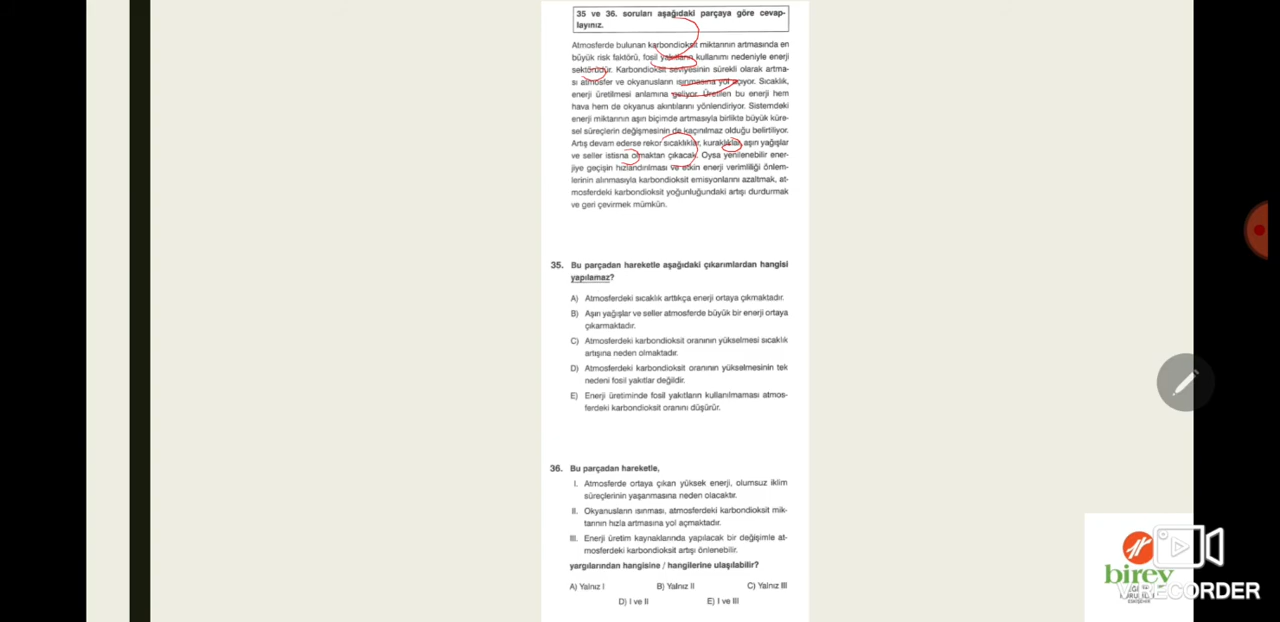 35 ve 36. soruları aşağıdaki parçaya göre cevap-
layınız.
Atmosferde bulunan karbondioksit miktarının artmasında en
büyük risk faktörü, fosil yakıtların kullanımı nedeniyle enerji
sektörüdür. Karbondioksit seviyesinin sürekli olarak artma-
sı atmosfer ve okyanusların ısınmasına yol açıyor. Sıcaklık,
enerji üretilmesi anlamına geliyor. Üretilen bu enerji hem
hava hem de okyanus akıntılarını yönlendiriyor. Sistemdeki
enerji miktarının aşırı biçimde artmasıyla birlikte büyük küre-
sel süreçlerin değişmesinin de kaçınılmaz olduğu belirtiliyor.
Artış devam ederse rekor sıcaklıklar, kuraklıklar, aşırı yağışlar
ve seller istisna olmaktan çıkacak. Oysa yenilenebilir ener-
jiye geçişin hızlandırılması ve etkin enerji verimliliği önlem-
lerinin alınmasıyla karbondioksit emisyonlarını azaltmak, at-
mosferdeki karbondioksit yoğunluğundaki artışı durdurmak
ve geri çevirmek mümkün.
35. Bu parçadan hareketle aşağıdaki çıkarımlardan hangisi
yapılamaz?
A) Atmosferdeki sıcaklık arttıkça enerji ortaya çıkmaktadır.
B) Aşırı yağışlar ve seller atmosferde büyük bir enerji ortaya
çıkarmaktadır.
C) Atmosferdeki karbondioksit oranının yükselmesi sıcaklık
artışına neden olmaktadır.
D) Atmosferdeki karbondioksit oranının yükselmesinin tek
nedeni fosil yakıtlar değildir.
E) Enerji üretiminde fosil yakıtların kullanılmaması atmos-
ferdeki karbondioksit oranını düşürür.
36. Bu parçadan hareketle,
I. Atmosferde ortaya çıkan yüksek enerji, olumsuz iklim
süreçlerinin yaşanmasına neden olacaktır.
II. Okyanusların ısınması, atmosferdeki karbondioksit mik-
tarının hızla artmasına yol açmaktadır.
III. Enerji üretim kaynaklarında yapılacak bir değişimle at-
mosferdeki karbondioksit artışı önlenebilir.
yargılarından hangisine / hangilerine ulaşılabilir?
A) Yalnız I B) Yalnız II C) Yalnız III
D) I ve II E) I ve III
birey
RECORDER